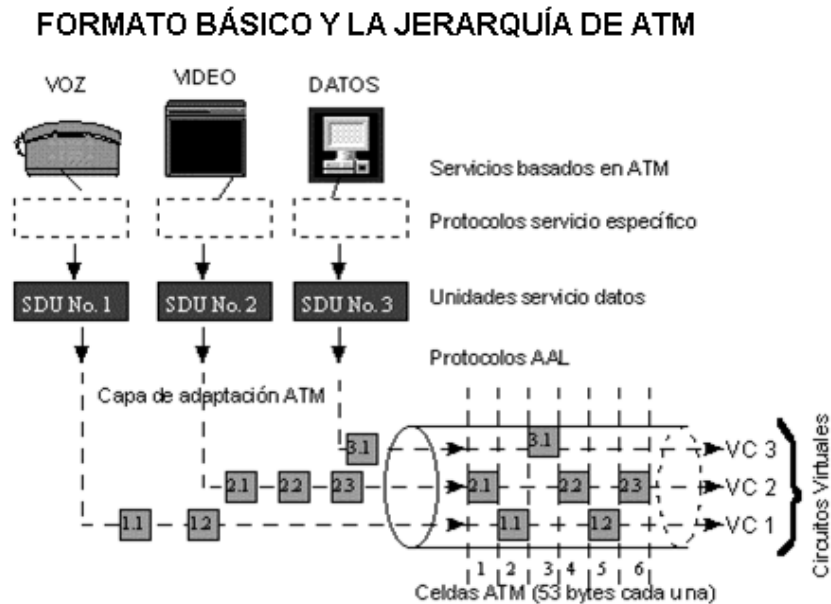 FORMATO BÁSICO Y LA JERARQUÍA DE ATM
VOZ
VIDEO
DATOS
Servicios basados en ATM
Protocolos servicio específico
SDU No. 1
SDU No. 2
SDU No. 3
Unidades servicio datos
Protocolos AAL
Capa de adaptación ATM
3.1
3.1
VC 3
2.1
2.2
2.3
2.1
2.2
2.3
VC 2
1.1
1.2
1.1
1.2
VC 1
Circuitos Virtuales
1 2 3 4 5 6
Celdas ATM (53 bytes cada una)